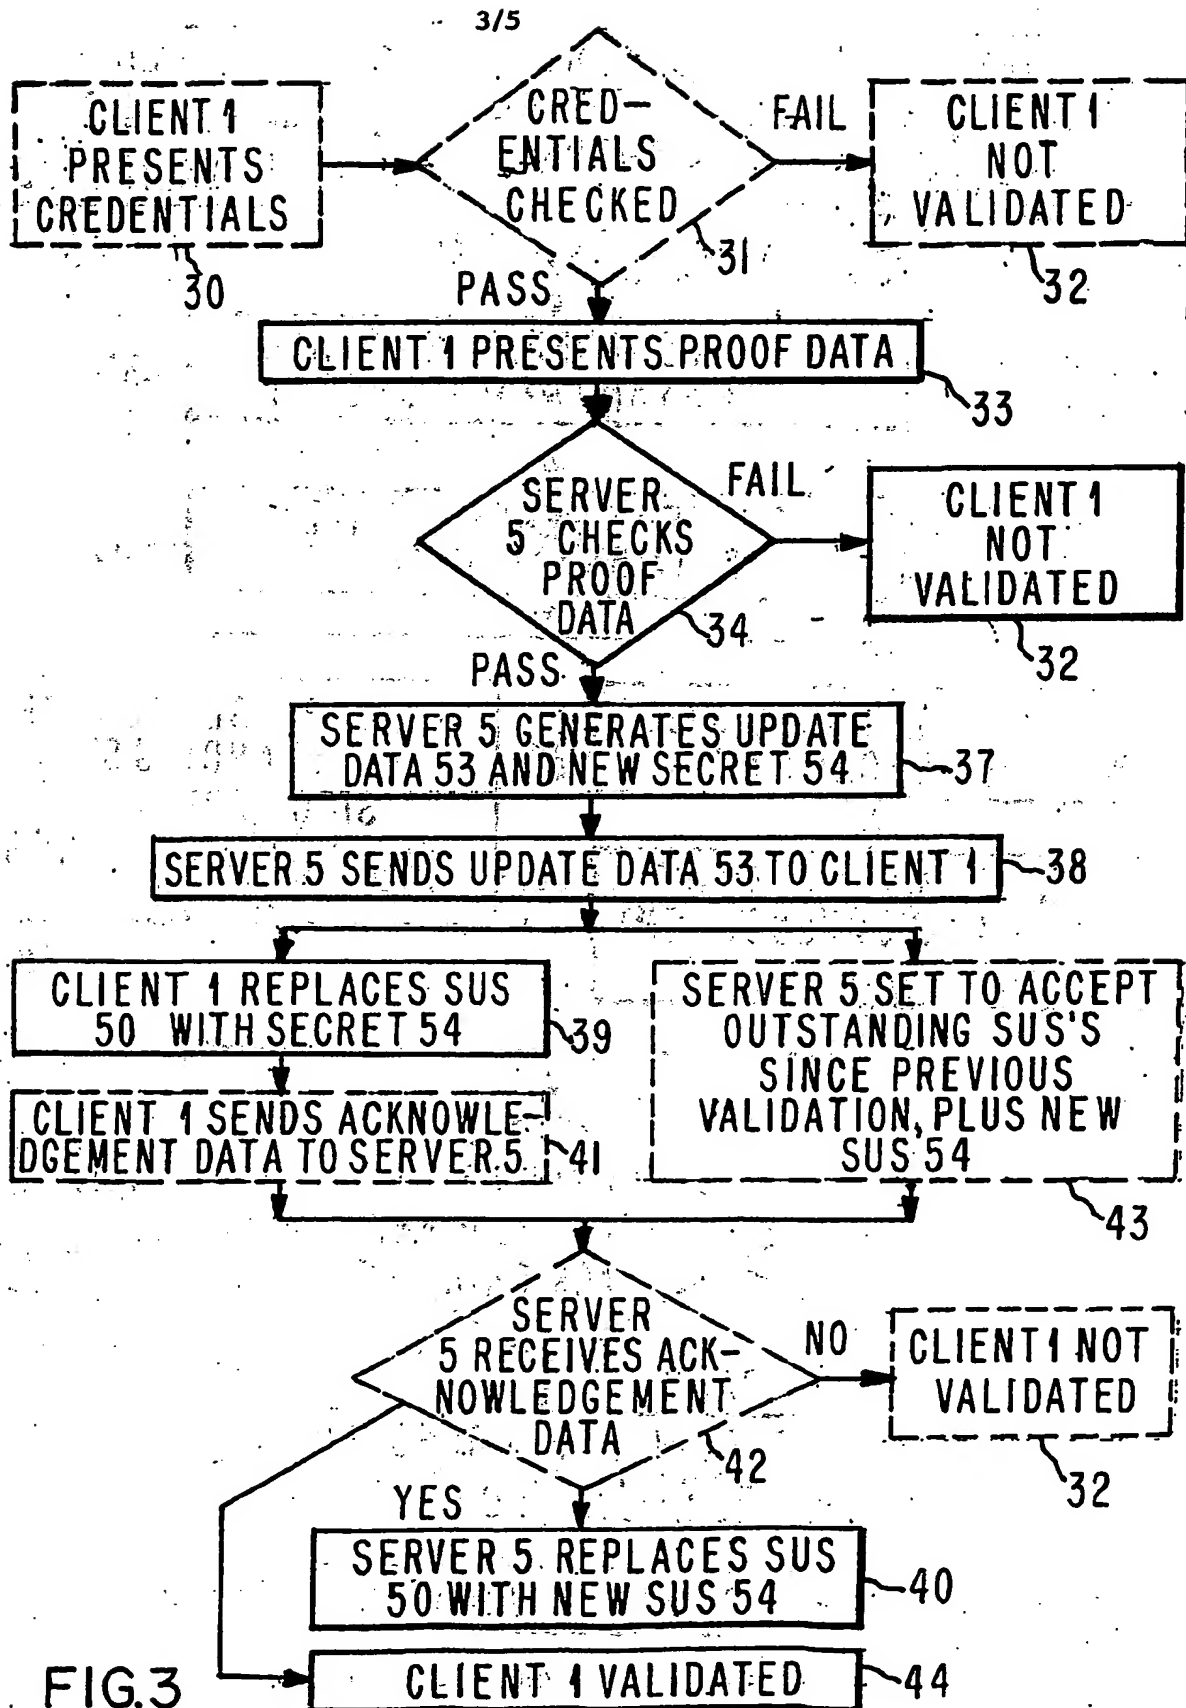 3/5
CLIENT 1
PRESENTS
CREDENTIALS
30
CRED-
ENTIALS
CHECKED
31
FAIL
CLIENT 1
NOT
VALIDATED
32
PASS
CLIENT 1 PRESENTS PROOF DATA
33
SERVER
5 CHECKS
PROOF
DATA
34
FAIL
CLIENT 1
NOT
VALIDATED
32
PASS
SERVER 5 GENERATES UPDATE
DATA 53 AND NEW SECRET 54
37
SERVER 5 SENDS UPDATE DATA 53 TO CLIENT 1
38
CLIENT 1 REPLACES SUS
50 WITH SECRET 54
39
CLIENT 1 SENDS ACKNOWLE-
DGEMENT DATA TO SERVER 5
41
SERVER 5 SET TO ACCEPT
OUTSTANDING SUS'S
SINCE PREVIOUS
VALIDATION, PLUS NEW
SUS 54
43
SERVER
5 RECEIVES ACK-
NOWLEDGEMENT
DATA
42
NO
CLIENT 1 NOT
VALIDATED
32
YES
SERVER 5 REPLACES SUS
50 WITH NEW SUS 54
40
CLIENT 1 VALIDATED
44
FIG.3